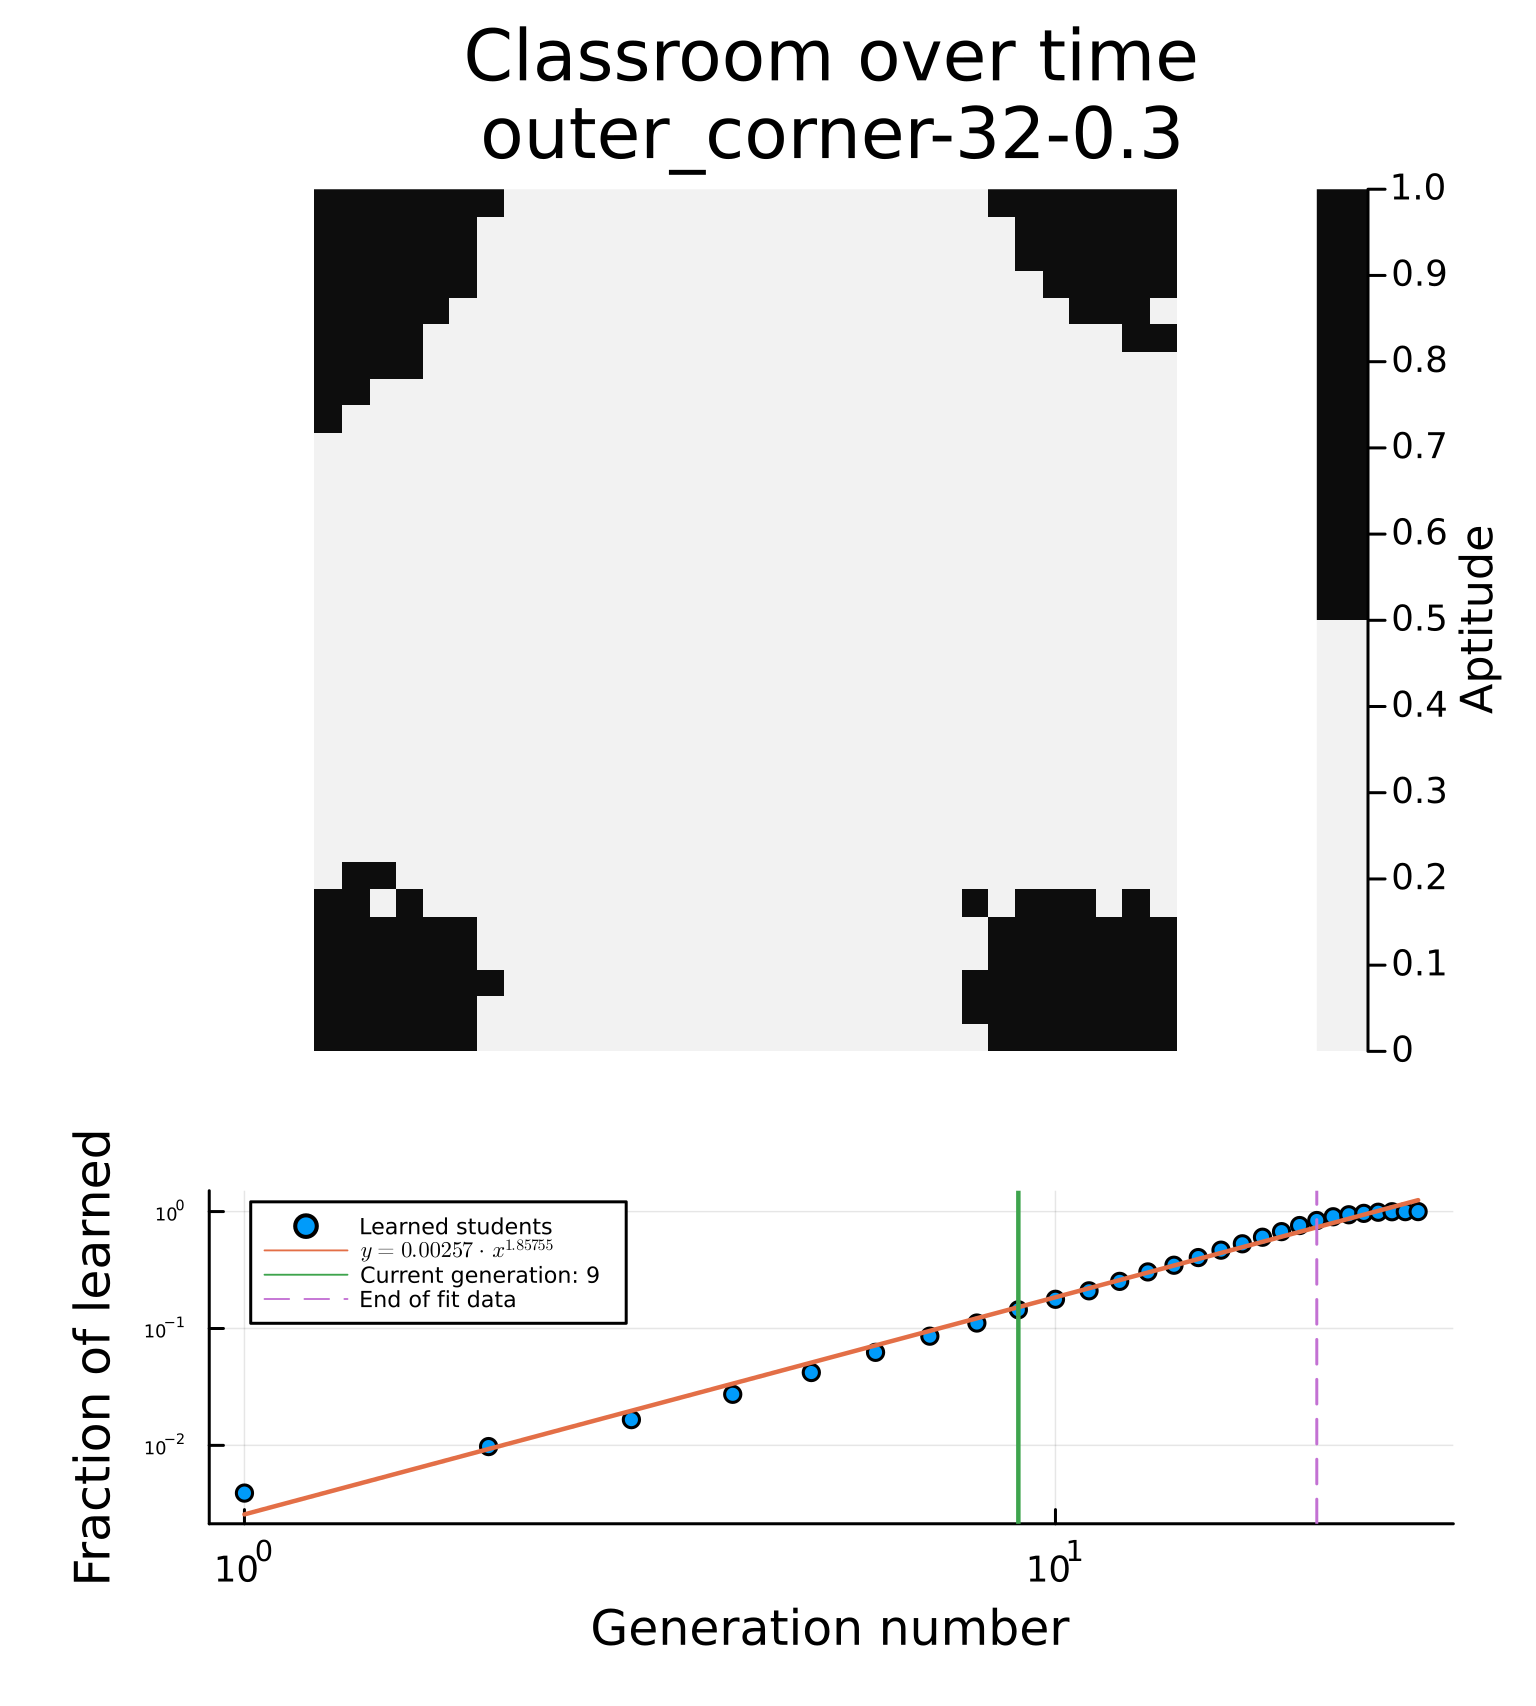 Classroom over time
outer_corner-32-0.3
1.0
0.9
0.8
0.7
0.6
0.5
0.4
0.3
0.2
0.1
0
Aptitude
Fraction of learned
10⁰
10⁻¹
10⁻²
Learned students
y = 0.00257 · x^1.85755
Current generation: 9
End of fit data
10⁰
10¹
Generation number